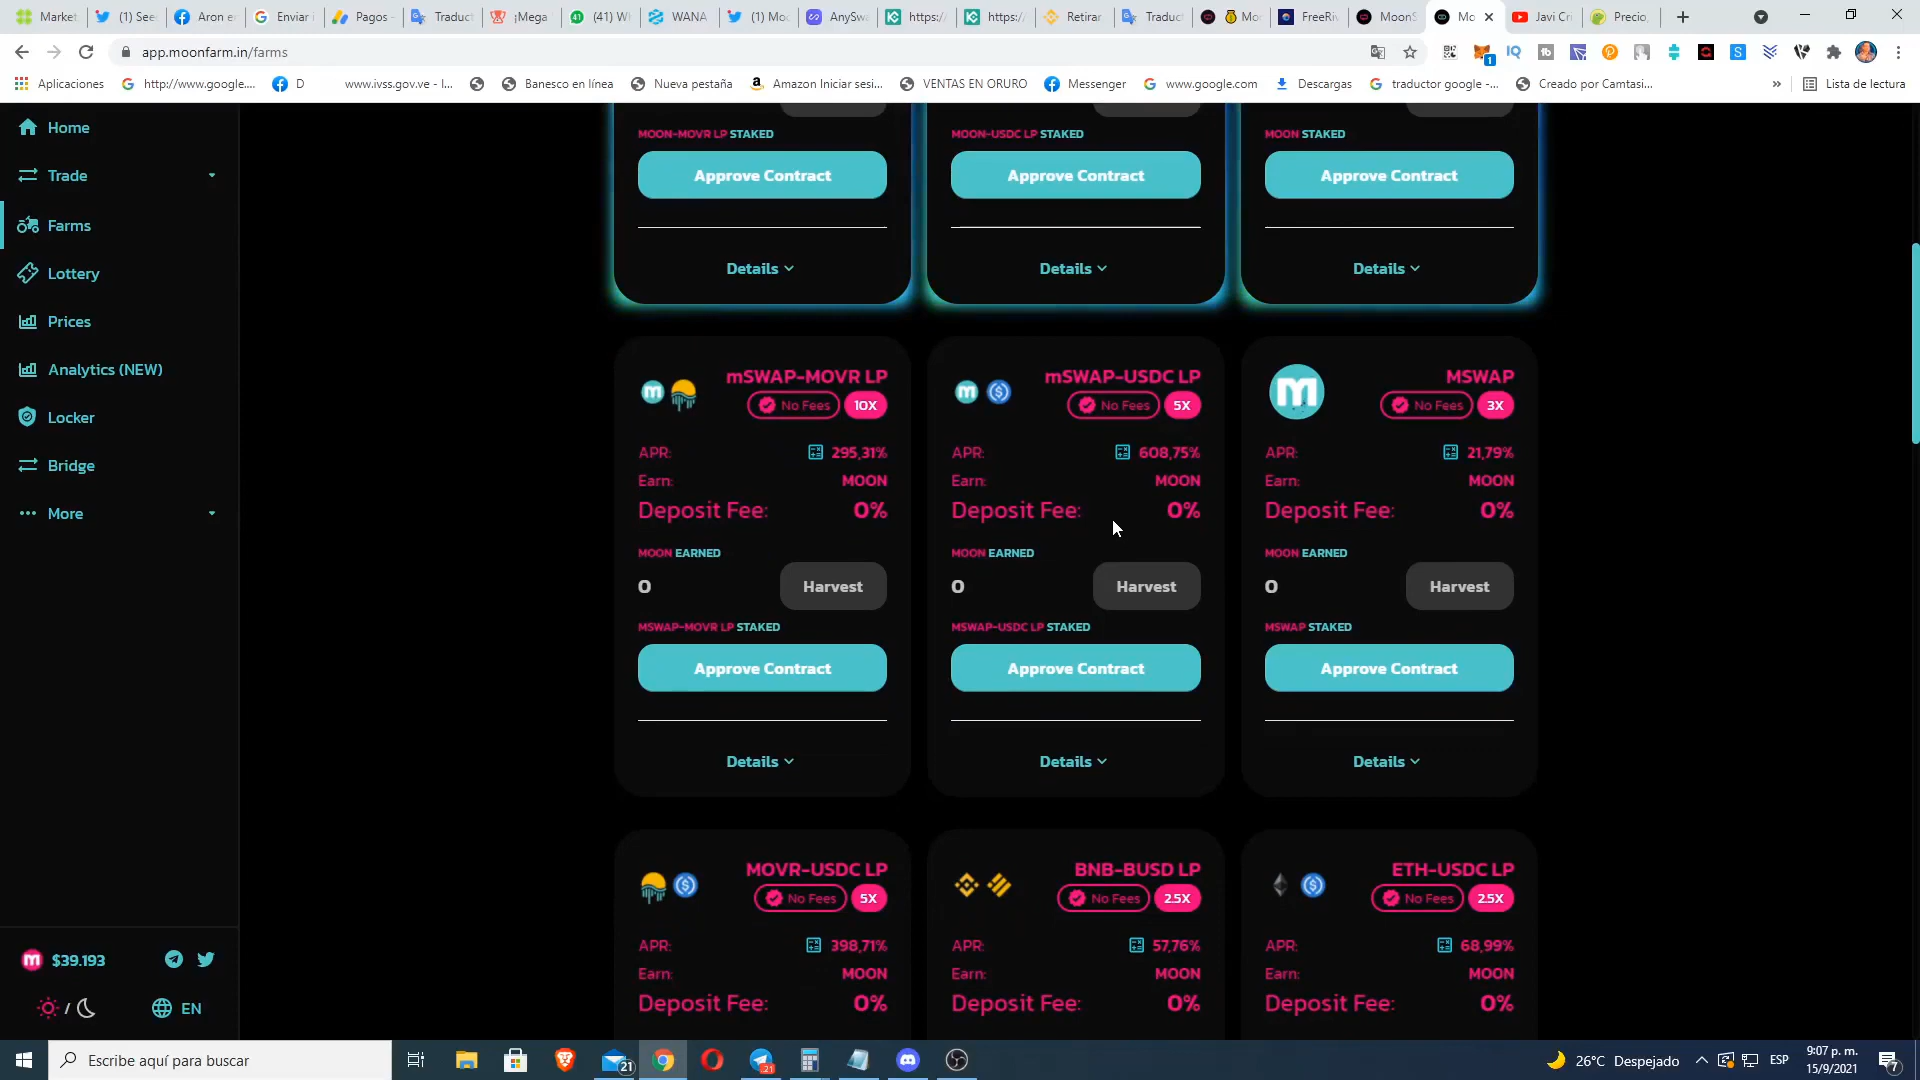 Market
(1) See
Aron en
Enviar i
Pagos -
Traduct
¡Mega
(41) W
WANA
(1) Moo
AnySwa
https:/
https:/
Retirar
Traduct
Moo
FreeRiv
MoonS
Mo
Javi Cri
Precio,
app.moonfarm.in/farms
Aplicaciones
http://www.google....
D
www.ivss.gov.ve - I...
Banesco en línea
Nueva pestaña
Amazon Iniciar sesi...
VENTAS EN ORURO
Messenger
www.google.com
Descargas
traductor google -...
Creado por Camtasi...
»
Lista de lectura
Home
Trade
Farms
Lottery
Prices
Analytics (NEW)
Locker
Bridge
More
$39.193
/
EN
MOON-MOVR LP STAKED
Approve Contract
Details
MOON-USDC LP STAKED
Approve Contract
Details
MOON STAKED
Approve Contract
Details
mSWAP-MOVR LP
No Fees 10X
APR: 295,31%
Earn: MOON
Deposit Fee: 0%
MOON EARNED
0 Harvest
MSWAP-MOVR LP STAKED
Approve Contract
Details
mSWAP-USDC LP
No Fees 5X
APR: 608,75%
Earn: MOON
Deposit Fee: 0%
MOON EARNED
0 Harvest
MSWAP-USDC LP STAKED
Approve Contract
Details
MSWAP
No Fees 3X
APR: 21,79%
Earn: MOON
Deposit Fee: 0%
MOON EARNED
0 Harvest
MSWAP STAKED
Approve Contract
Details
MOVR-USDC LP
No Fees 5X
APR: 398,71%
Earn: MOON
Deposit Fee: 0%
BNB-BUSD LP
No Fees 2.5X
APR: 57,76%
Earn: MOON
Deposit Fee: 0%
ETH-USDC LP
No Fees 2.5X
APR: 68,99%
Earn: MOON
Deposit Fee: 0%
Escribe aquí para buscar
21
21
26°C Despejado
ESP
9:07 p. m.
15/9/2021
7